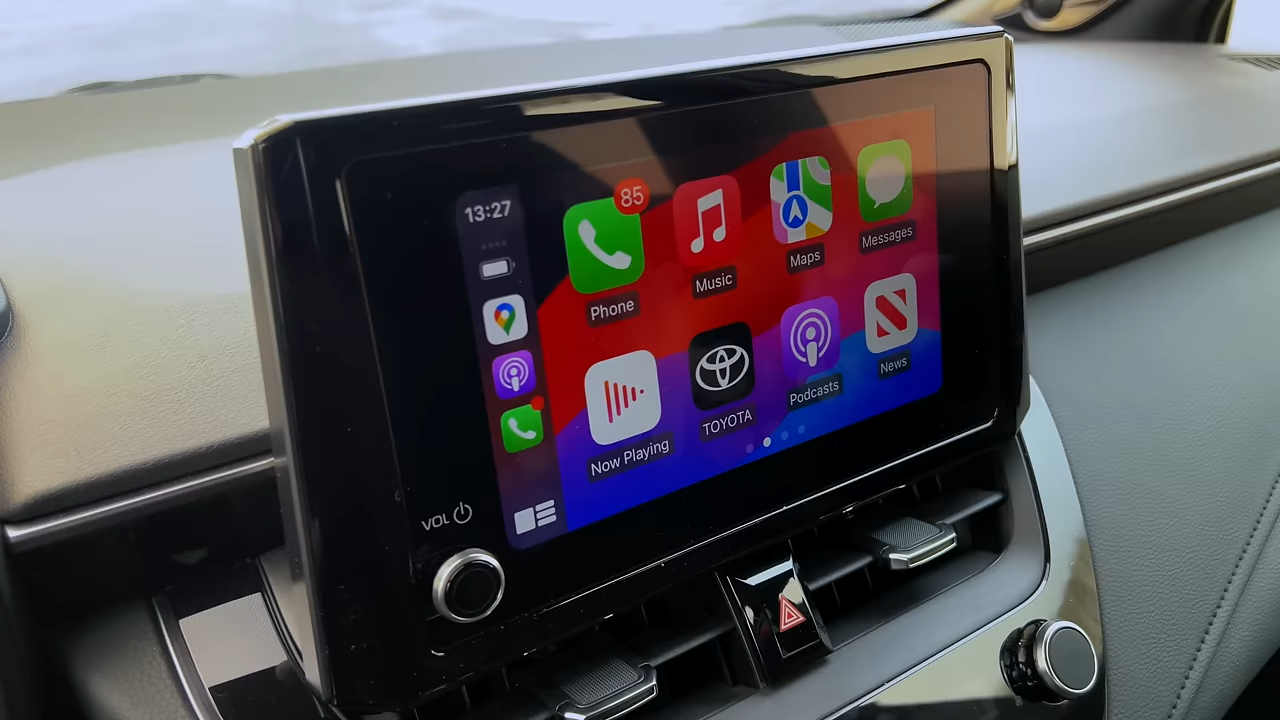 13:27
85
Phone
Music
Maps
Messages
Now Playing
TOYOTA
Podcasts
News
VOL